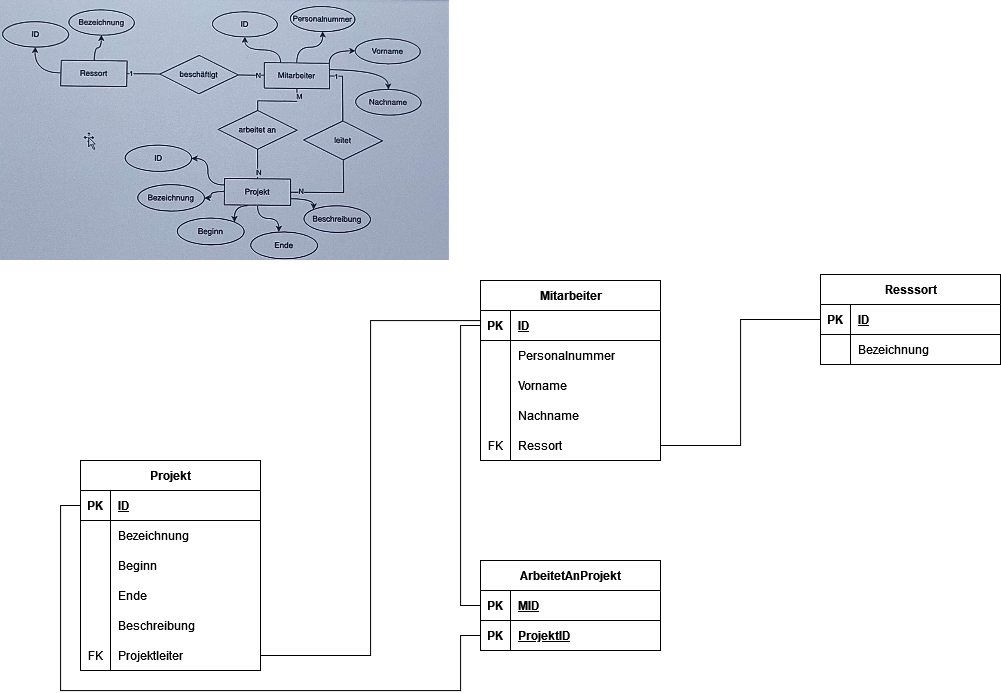 ID
Bezeichnung
Ressort
1
beschäftigt
N
Mitarbeiter
ID
Personalnummer
Vorname
Nachname
1
M
arbeitet an
leitet
N
N
Projekt
ID
Bezeichnung
Beginn
Ende
Beschreibung
Mitarbeiter
PK ID
Personalnummer
Vorname
Nachname
FK Ressort
Resssort
PK ID
Bezeichnung
Projekt
PK ID
Bezeichnung
Beginn
Ende
Beschreibung
FK Projektleiter
ArbeitetAnProjekt
PK MID
PK ProjektID